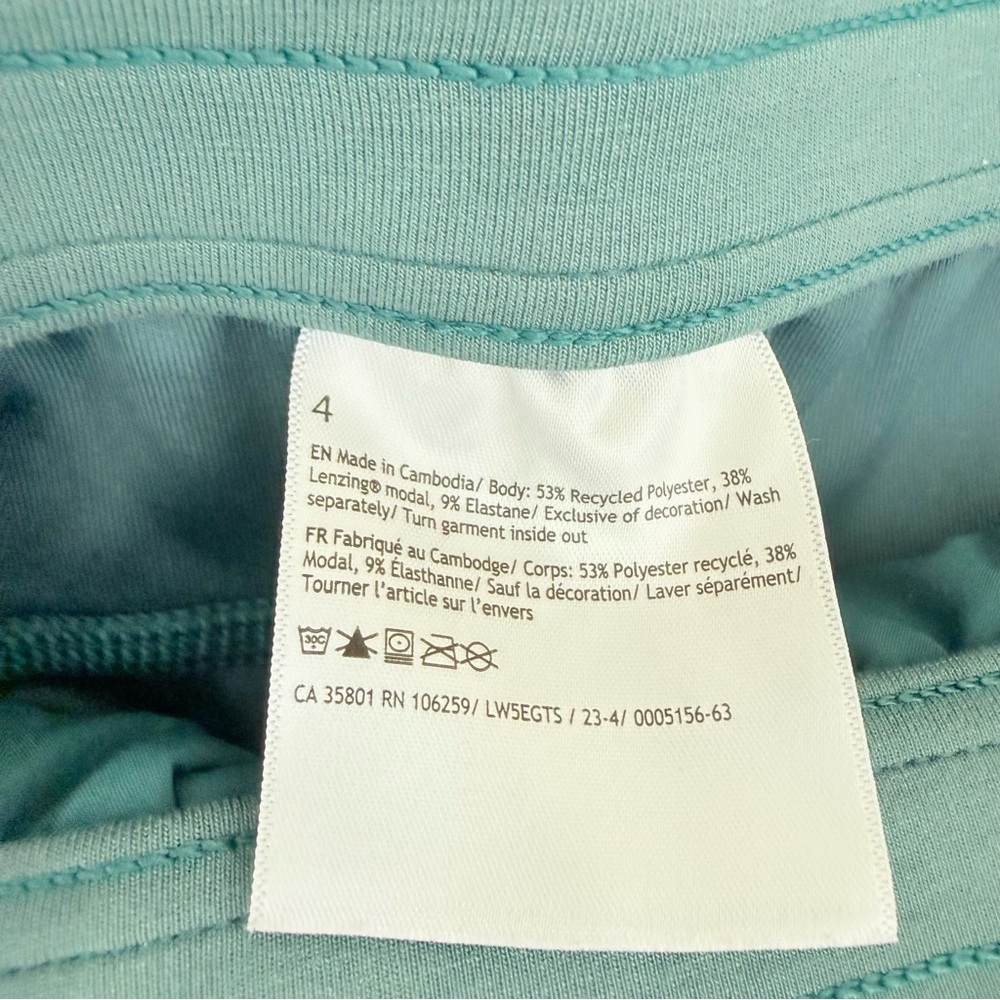 4
EN Made in Cambodia/ Body: 53% Recycled Polyester, 38%
Lenzing® modal, 9% Elastane/ Exclusive of decoration/ Wash
separately/ Turn garment inside out
FR Fabriqué au Cambodge/ Corps: 53% Polyester recyclé, 38%
Modal, 9% Élasthanne/ Sauf la décoration/ Laver séparément/
Tourner l'article sur l'envers
30C
CA 35801 RN 106259/ LW5EGTS / 23-4/ 0005156-63